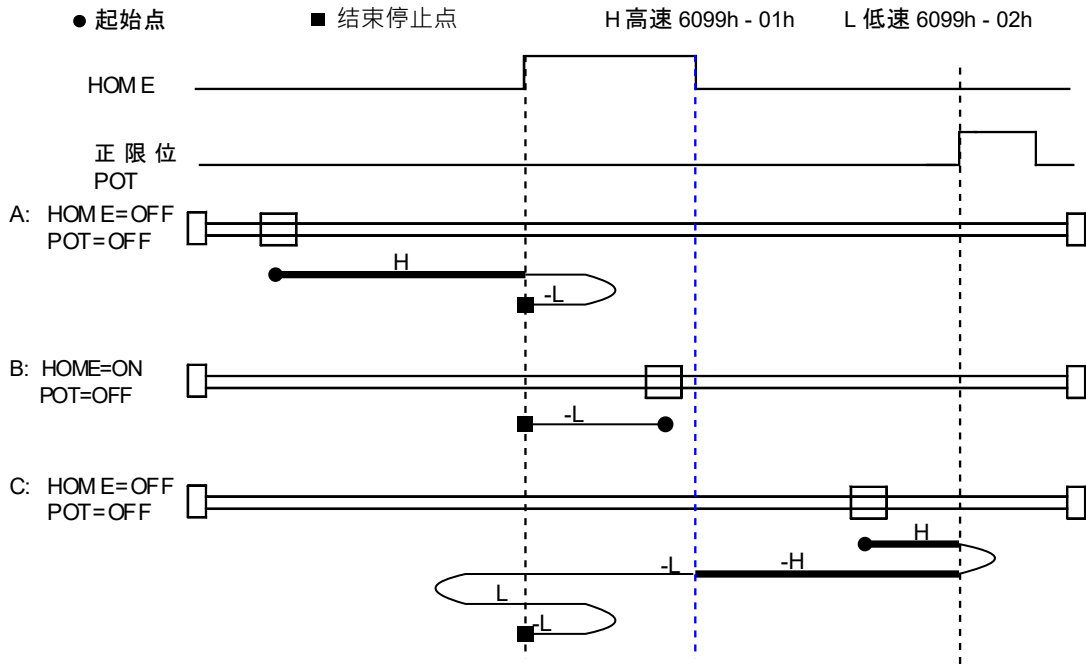 ● 起始点 ■ 结束停止点 H 高速 6099h - 01h L 低速 6099h - 02h
HOME
正限位
POT
A: HOME=OFF
POT=OFF
H
-L
B: HOME=ON
POT=OFF
-L
C: HOME=OFF
POT=OFF
H
-L -H
L
-L